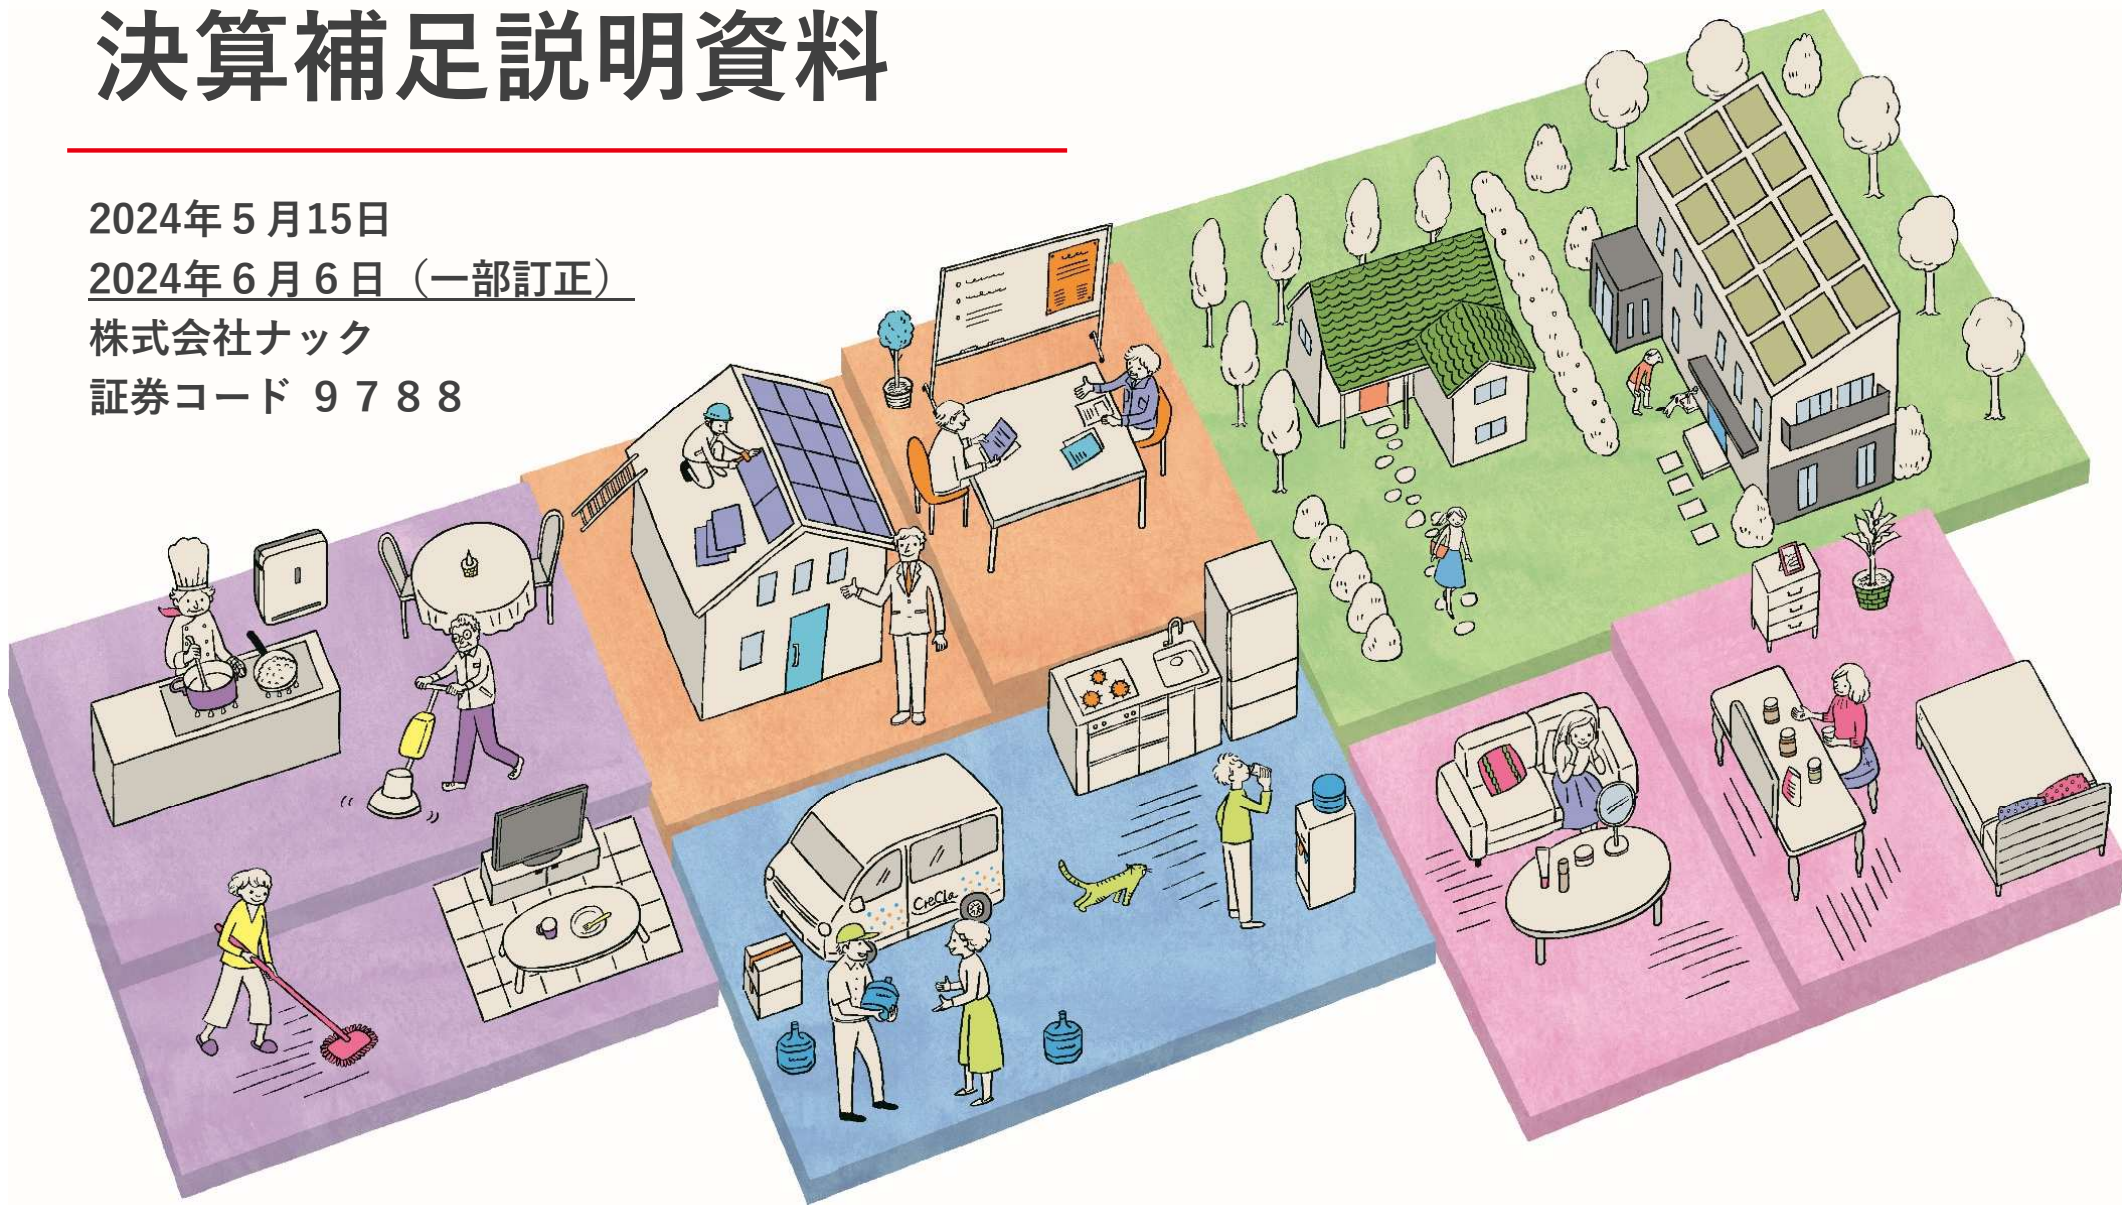 決算補足説明資料
2024年５月15日
2024年６月６日（一部訂正）
株式会社ナック
証券コード ９７８８
CreCla